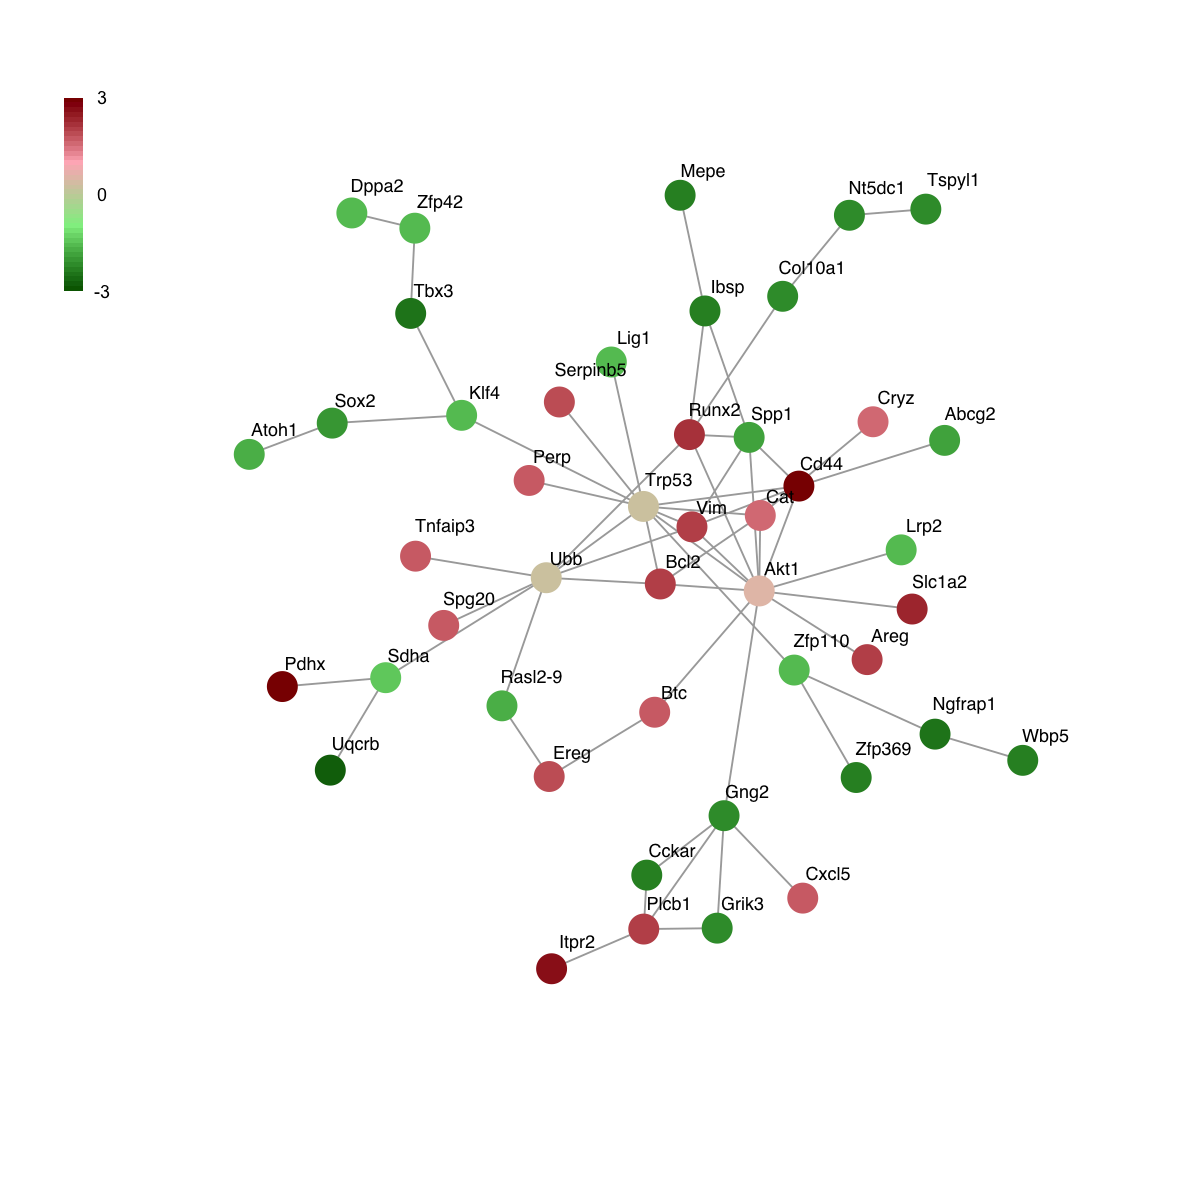 3
0
-3
Mepe
Dppa2
Zfp42
Nt5dc1
Tspyl1
Col10a1
Ibsp
Tbx3
Lig1
Serpinb5
Klf4
Sox2
Atoh1
Runx2
Spp1
Cryz
Abcg2
Perp
Trp53
Cd44
Cat
Vim
Tnfaip3
Ubb
Bcl2
Akt1
Lrp2
Slc1a2
Spg20
Areg
Zfp110
Sdha
Pdhx
Rasl2-9
Btc
Ngfrap1
Wbp5
Uqcrb
Ereg
Zfp369
Gng2
Cckar
Cxcl5
Plcb1
Grik3
Itpr2